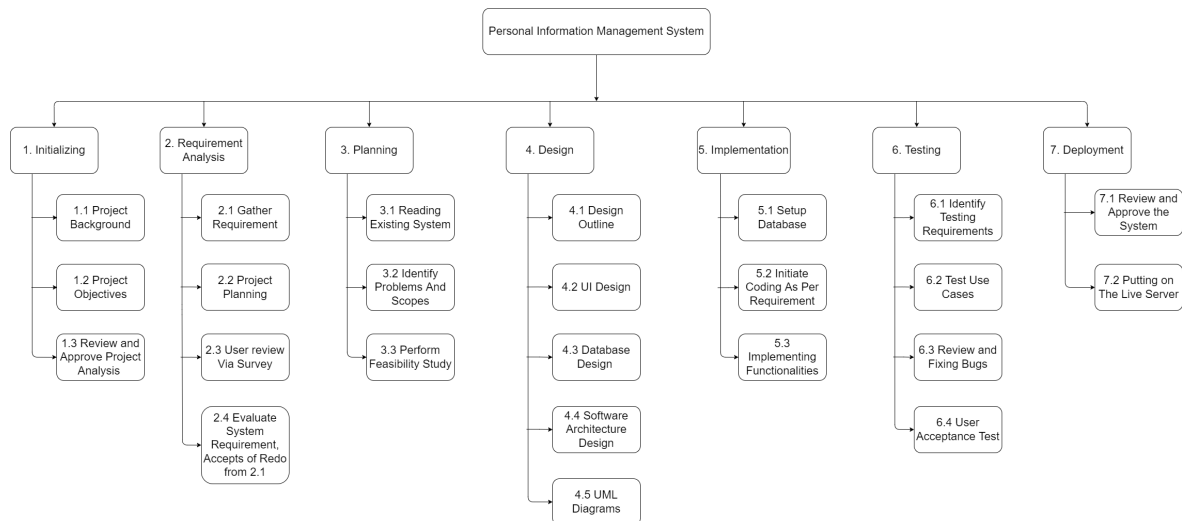 Personal Information Management System
1. Initializing
2. Requirement
Analysis
3. Planning
4. Design
5. Implementation
6. Testing
7. Deployment
1.1 Project
Background
1.2 Project
Objectives
1.3 Review and
Approve Project
Analysis
2.1 Gather
Requirement
2.2 Project
Planning
2.3 User review
Via Survey
2.4 Evaluate
System
Requirement,
Accepts of Redo
from 2.1
3.1 Reading
Existing System
3.2 Identify
Problems And
Scopes
3.3 Perform
Feasibility Study
4.1 Design
Outline
4.2 UI Design
4.3 Database
Design
4.4 Software
Architecture
Design
4.5 UML
Diagrams
5.1 Setup
Database
5.2 Initiate
Coding As Per
Requirement
5.3
Implementing
Functionalities
6.1 Identify
Testing
Requirements
6.2 Test Use
Cases
6.3 Review and
Fixing Bugs
6.4 User
Acceptance Test
7.1 Review and
Approve the
System
7.2 Putting on
The Live Server